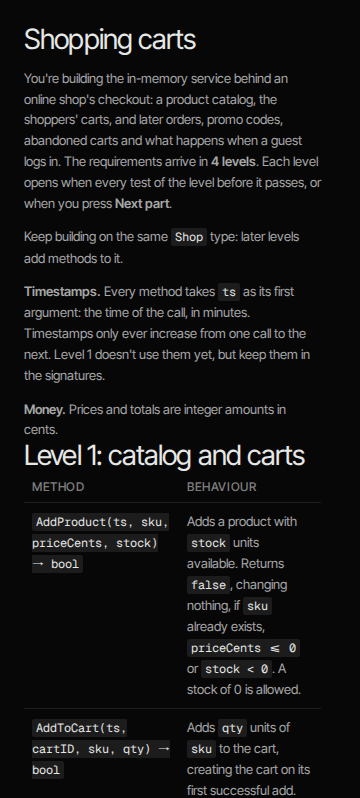 Shopping carts
You're building the in-memory service behind an
online shop's checkout: a product catalog, the
shoppers' carts, and later orders, promo codes,
abandoned carts and what happens when a guest
logs in. The requirements arrive in 4 levels. Each level
opens when every test of the level before it passes, or
when you press Next part.
Keep building on the same Shop type: later levels
add methods to it.
Timestamps. Every method takes ts as its first
argument: the time of the call, in minutes.
Timestamps only ever increase from one call to the
next. Level 1 doesn't use them yet, but keep them in
the signatures.
Money. Prices and totals are integer amounts in
cents.
Level 1: catalog and carts
METHOD BEHAVIOUR
AddProduct(ts, sku,
priceCents, stock)
→ bool
Adds a product with
stock units
available. Returns
false, changing
nothing, if sku
already exists,
priceCents ≤ 0
or stock < 0. A
stock of 0 is allowed.
AddToCart(ts,
cartID, sku, qty) →
bool
Adds qty units of
sku to the cart,
creating the cart on its
first successful add.